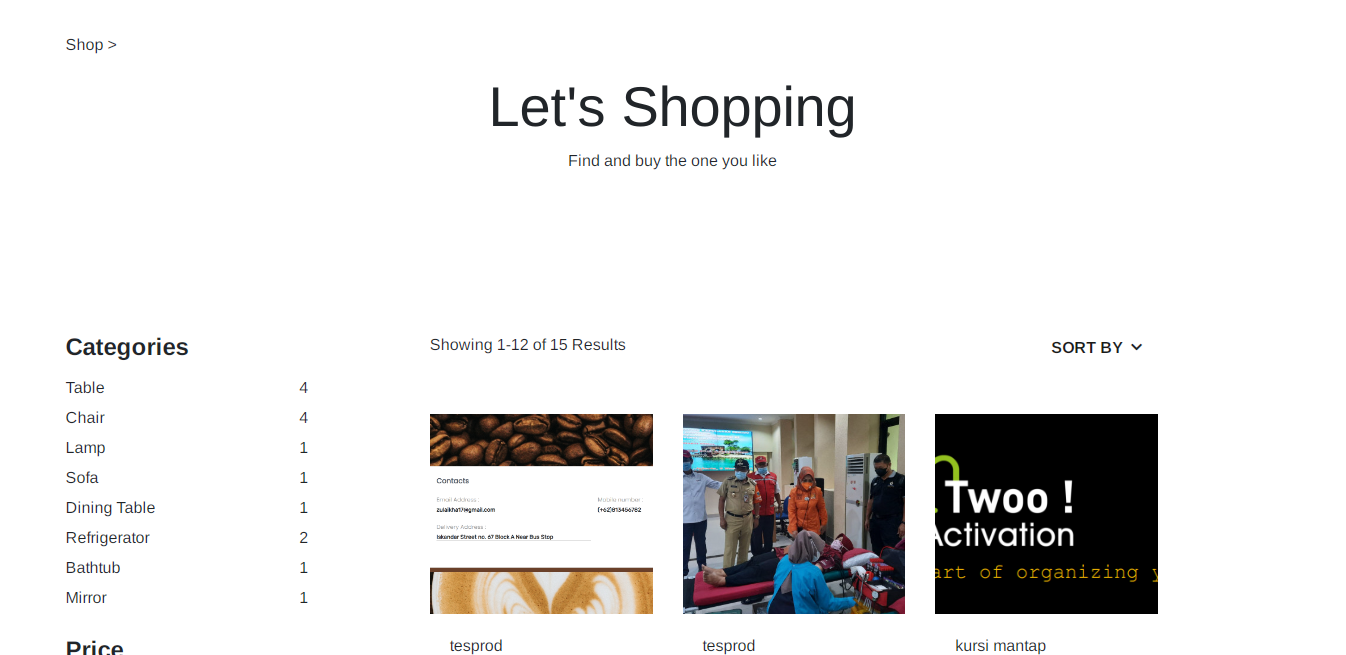 Shop >
Let's Shopping
Find and buy the one you like
Categories
Table 4
Chair 4
Lamp 1
Sofa 1
Dining Table 1
Refrigerator 2
Bathtub 1
Mirror 1
Price
Showing 1-12 of 15 Results
SORT BY
Contacts
Email Address :
Mobile number :
zulaikha17@gmail.com
(+62)813456782
Delivery Address :
Iskandar Street no. 67 Block A Near Bus Stop
Twoo !
Activation
art of organizing y
tesprod
tesprod
kursi mantap